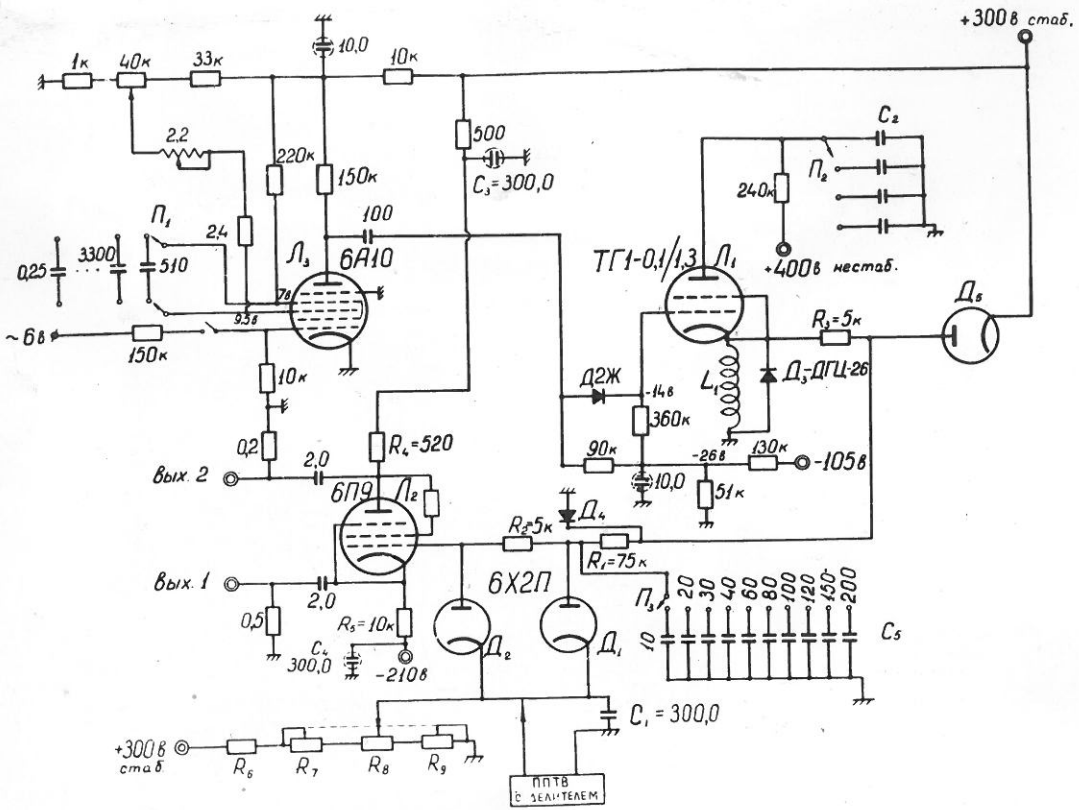 +300 в стаб.
10,0
1к
40к
33к
10к
2,2
220к
150к
500
C₃=300,0
C₂
П₂
240к
+400в нестаб.
П₁
2,4
100
0,25
3300
510
Л₃
6А10
7в
9,5в
ТГ1-0,1/1,3
Л₁
~6в
150к
10к
Д₅
R₃=5к
L₁
Д₃-ДГЦ-26
Д2Ж
-14в
360к
90к
-26в
130к
-105в
10,0
51к
0,2
R₄=520
вых. 2
2,0
6П9
Л₂
Д₄
R₂=5к
R₁=75к
6Х2П
вых. 1
2,0
0,5
R₅=10к
C₄
300,0
-210в
Д₂
Д₁
П₃
10
20
30
40
60
80
100
120
150
200
C₅
C₁=300,0
+300в
стаб.
R₆
R₇
R₈
R₉
ППТВ
с делителем